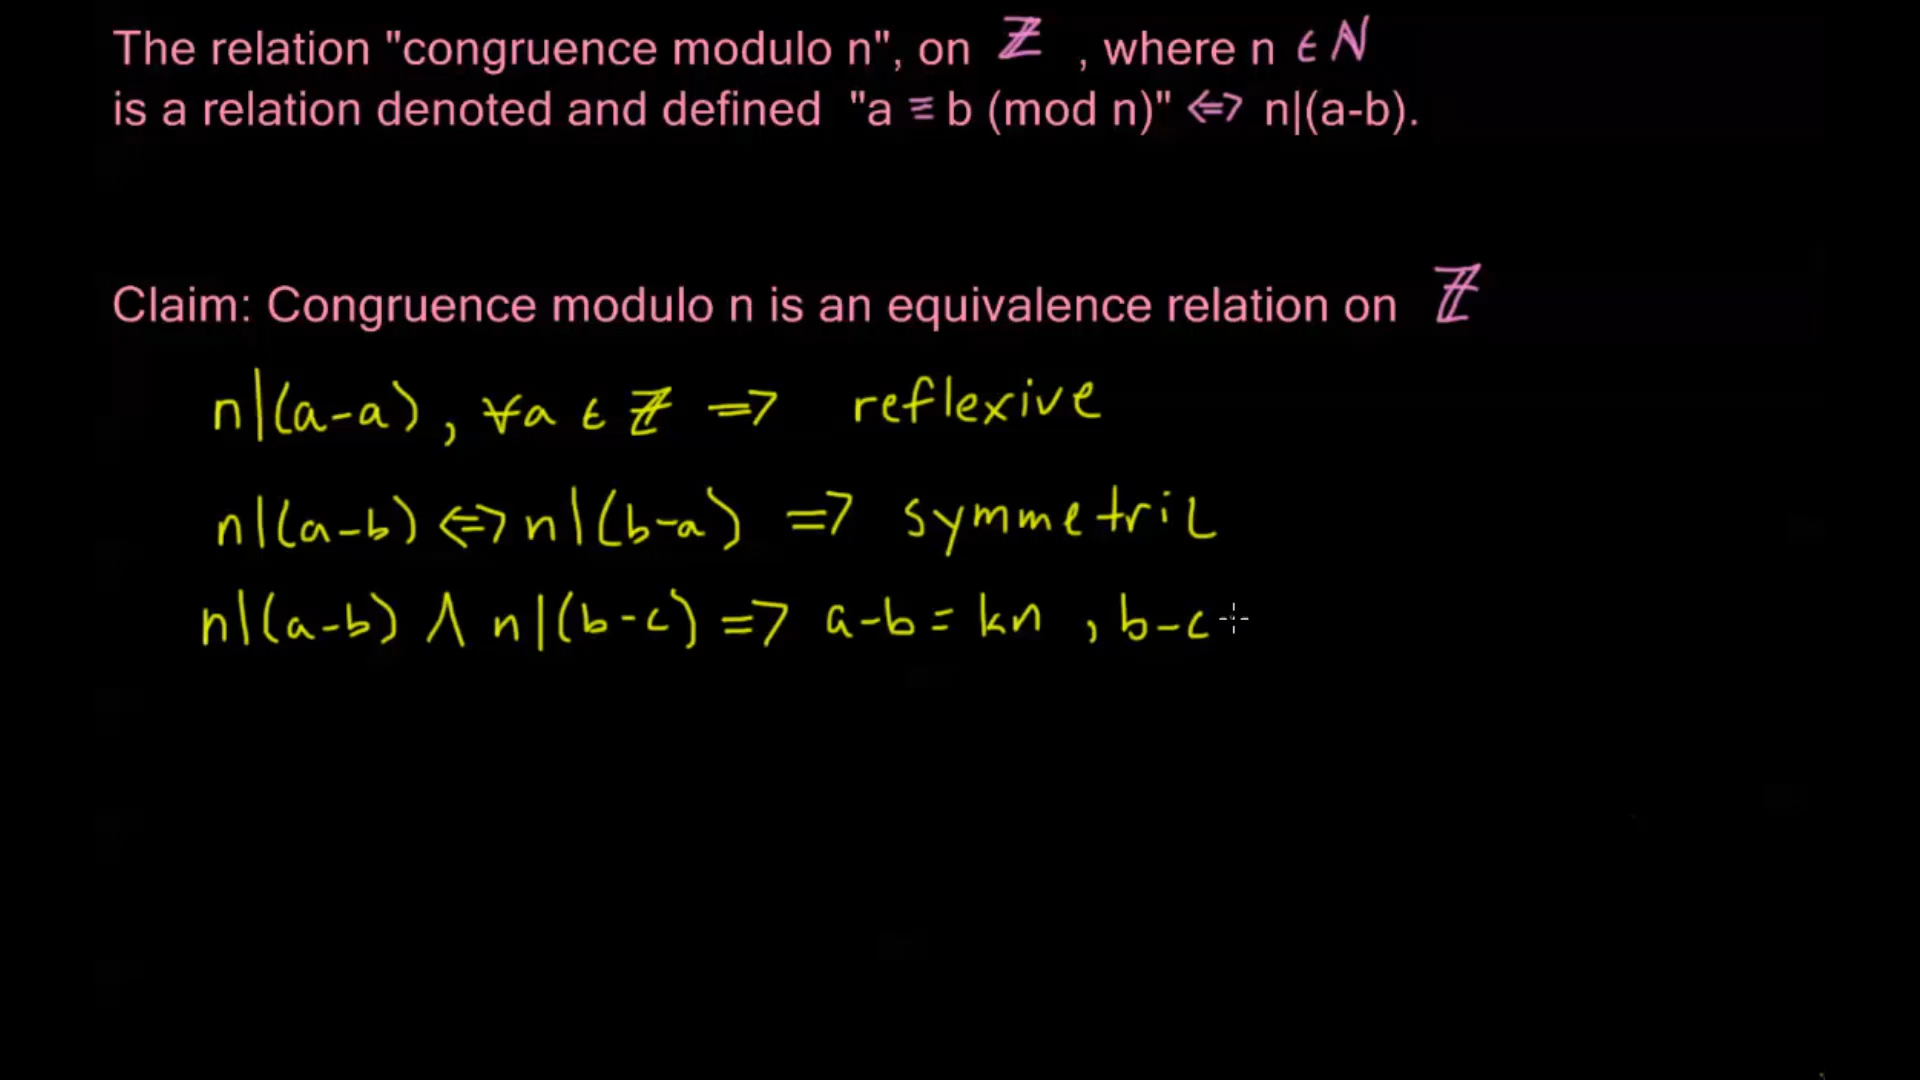 The relation "congruence modulo n", on ℤ , where n ∈ ℕ
is a relation denoted and defined "a ≡ b (mod n)" <=> n|(a-b).
Claim: Congruence modulo n is an equivalence relation on ℤ
n|(a-a), ∀a ∈ ℤ => reflexive
n|(a-b) <=> n|(b-a) => symmetric
n|(a-b) ∧ n|(b-c) => a-b = kn , b-c